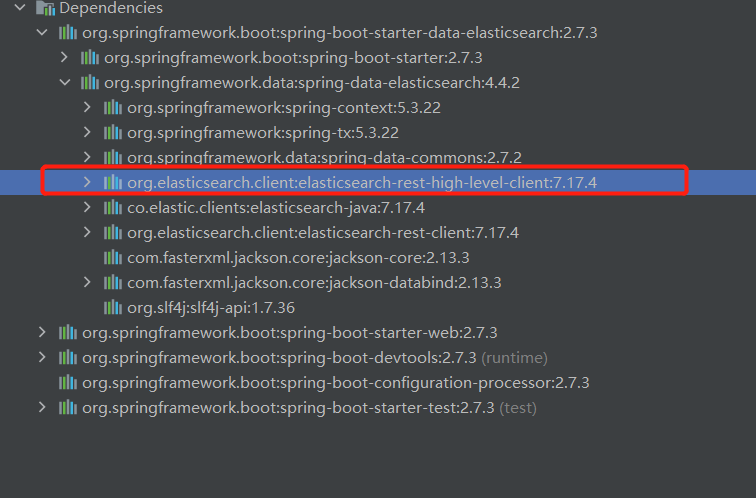 Dependencies
org.springframework.boot:spring-boot-starter-data-elasticsearch:2.7.3
org.springframework.boot:spring-boot-starter:2.7.3
org.springframework.data:spring-data-elasticsearch:4.4.2
org.springframework:spring-context:5.3.22
org.springframework:spring-tx:5.3.22
org.springframework.data:spring-data-commons:2.7.2
org.elasticsearch.client:elasticsearch-rest-high-level-client:7.17.4
co.elastic.clients:elasticsearch-java:7.17.4
org.elasticsearch.client:elasticsearch-rest-client:7.17.4
com.fasterxml.jackson.core:jackson-core:2.13.3
com.fasterxml.jackson.core:jackson-databind:2.13.3
org.slf4j:slf4j-api:1.7.36
org.springframework.boot:spring-boot-starter-web:2.7.3
org.springframework.boot:spring-boot-devtools:2.7.3 (runtime)
org.springframework.boot:spring-boot-configuration-processor:2.7.3
org.springframework.boot:spring-boot-starter-test:2.7.3 (test)